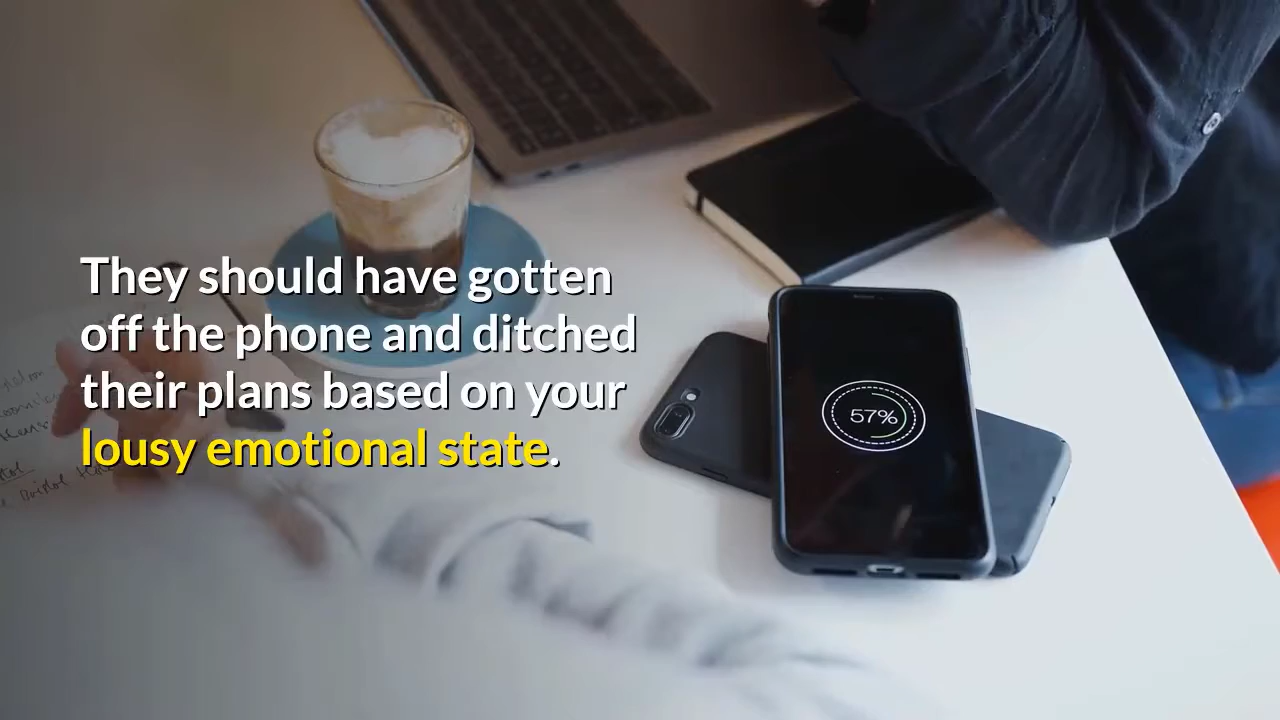 They should have gotten
off the phone and ditched
their plans based on your
lousy emotional state.
57%